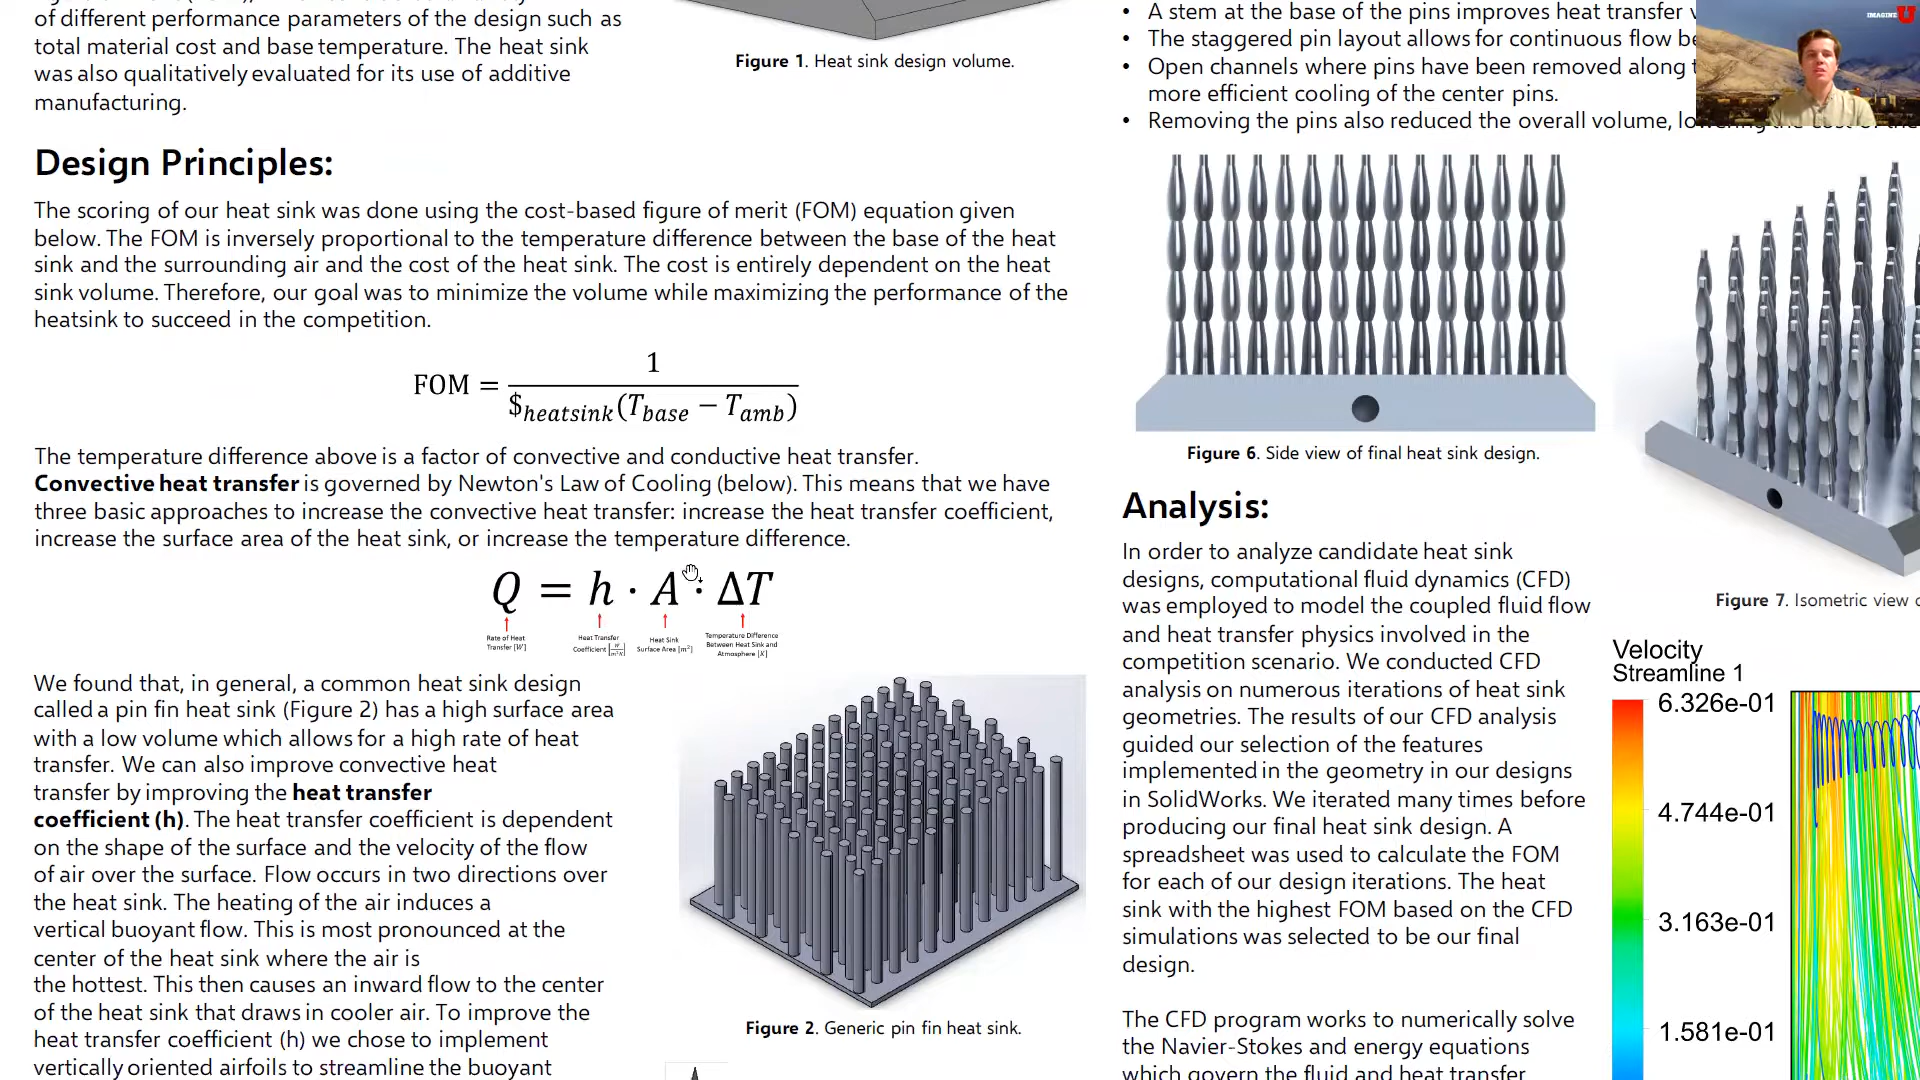 of different performance parameters of the design such as
total material cost and base temperature. The heat sink
was also qualitatively evaluated for its use of additive
manufacturing.
Figure 1. Heat sink design volume.
Design Principles:
The scoring of our heat sink was done using the cost-based figure of merit (FOM) equation given
below. The FOM is inversely proportional to the temperature difference between the base of the heat
sink and the surrounding air and the cost of the heat sink. The cost is entirely dependent on the heat
sink volume. Therefore, our goal was to minimize the volume while maximizing the performance of the
heatsink to succeed in the competition.
FOM = 1 / $heatsink(Tbase − Tamb)
The temperature difference above is a factor of convective and conductive heat transfer.
Convective heat transfer is governed by Newton's Law of Cooling (below). This means that we have
three basic approaches to increase the convective heat transfer: increase the heat transfer coefficient,
increase the surface area of the heat sink, or increase the temperature difference.
Q = h · A · ΔT
Rate of Heat
Transfer [W]
Heat Transfer
Coefficient
Heat Sink
Surface Area [m²]
Temperature Difference
Between Heat Sink and
Atmosphere [K]
We found that, in general, a common heat sink design
called a pin fin heat sink (Figure 2) has a high surface area
with a low volume which allows for a high rate of heat
transfer. We can also improve convective heat
transfer by improving the heat transfer
coefficient (h). The heat transfer coefficient is dependent
on the shape of the surface and the velocity of the flow
of air over the surface. Flow occurs in two directions over
the heat sink. The heating of the air induces a
vertical buoyant flow. This is most pronounced at the
center of the heat sink where the air is
the hottest. This then causes an inward flow to the center
of the heat sink that draws in cooler air. To improve the
heat transfer coefficient (h) we chose to implement
vertically oriented airfoils to streamline the buoyant
Figure 2. Generic pin fin heat sink.
• A stem at the base of the pins improves heat transfer
• The staggered pin layout allows for continuous flow
• Open channels where pins have been removed along
more efficient cooling of the center pins.
• Removing the pins also reduced the overall volume, lowering the cost of the
IMAGINE U
Figure 6. Side view of final heat sink design.
Analysis:
In order to analyze candidate heat sink
designs, computational fluid dynamics (CFD)
was employed to model the coupled fluid flow
and heat transfer physics involved in the
competition scenario. We conducted CFD
analysis on numerous iterations of heat sink
geometries. The results of our CFD analysis
guided our selection of the features
implemented in the geometry in our designs
in SolidWorks. We iterated many times before
producing our final heat sink design. A
spreadsheet was used to calculate the FOM
for each of our design iterations. The heat
sink with the highest FOM based on the CFD
simulations was selected to be our final
design.
The CFD program works to numerically solve
the Navier-Stokes and energy equations
which govern the fluid and heat transfer
Figure 7. Isometric view
Velocity
Streamline 1
6.326e-01
4.744e-01
3.163e-01
1.581e-01